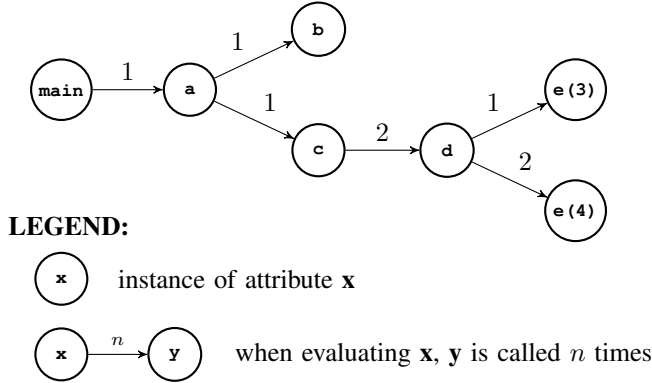 b
1
main
1
a
e(3)
1
1
c
2
d
2
e(4)
LEGEND:
x instance of attribute x
x n y when evaluating x, y is called n times